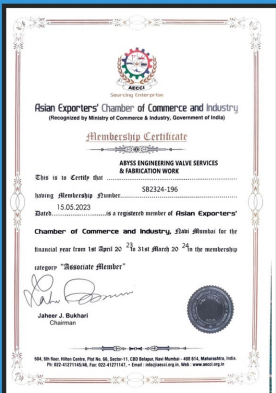 AECCI
Sourcing Enterprise
Asian Exporters' Chamber of Commerce and Industry
(Recognized by Ministry of Commerce & Industry, Government of India)
Membership Certificate
ABYSS ENGINEERING VALVE SERVICES
& FABRICATION WORK
This is to Certify that
SB2324-196
having Membership Number
15.05.2023
Dated..............is a registered member of Asian Exporters'
Chamber of Commerce and Industry, Navi Mumbai for the
financial year from 1st April 20 23 to 31st March 20 24 in the membership
category "Associate Member"
Jaheer J. Bukhari
Chairman
504, 5th floor, Hilton Centre, Plot No. 66, Sector-11, CBD Belapur, Navi Mumbai - 400 614, Maharashtra, India.
Ph: 022-41271145/46, Fax: 022-41271147, • Email : info@aecci.org.in, Web : www.aecci.org.in